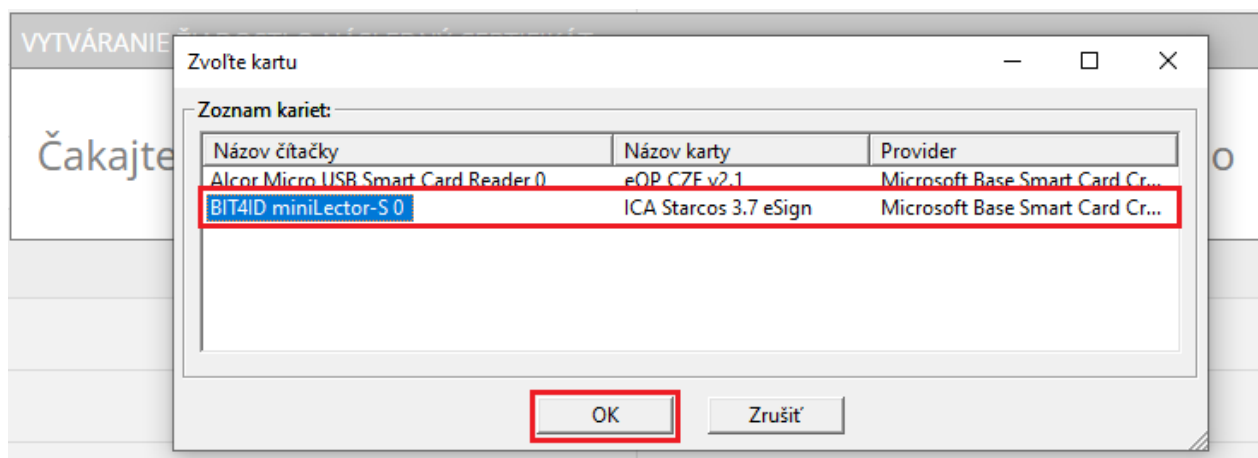 VYTVÁRANIE
Zvoľte kartu
Zoznam kariet:
Čakajte
o
Názov čítačky Názov karty Provider
Alcor Micro USB Smart Card Reader 0 eOP CZE v2.1 Microsoft Base Smart Card Cr...
BIT4ID miniLector-S 0 ICA Starcos 3.7 eSign Microsoft Base Smart Card Cr...
OK Zrušiť